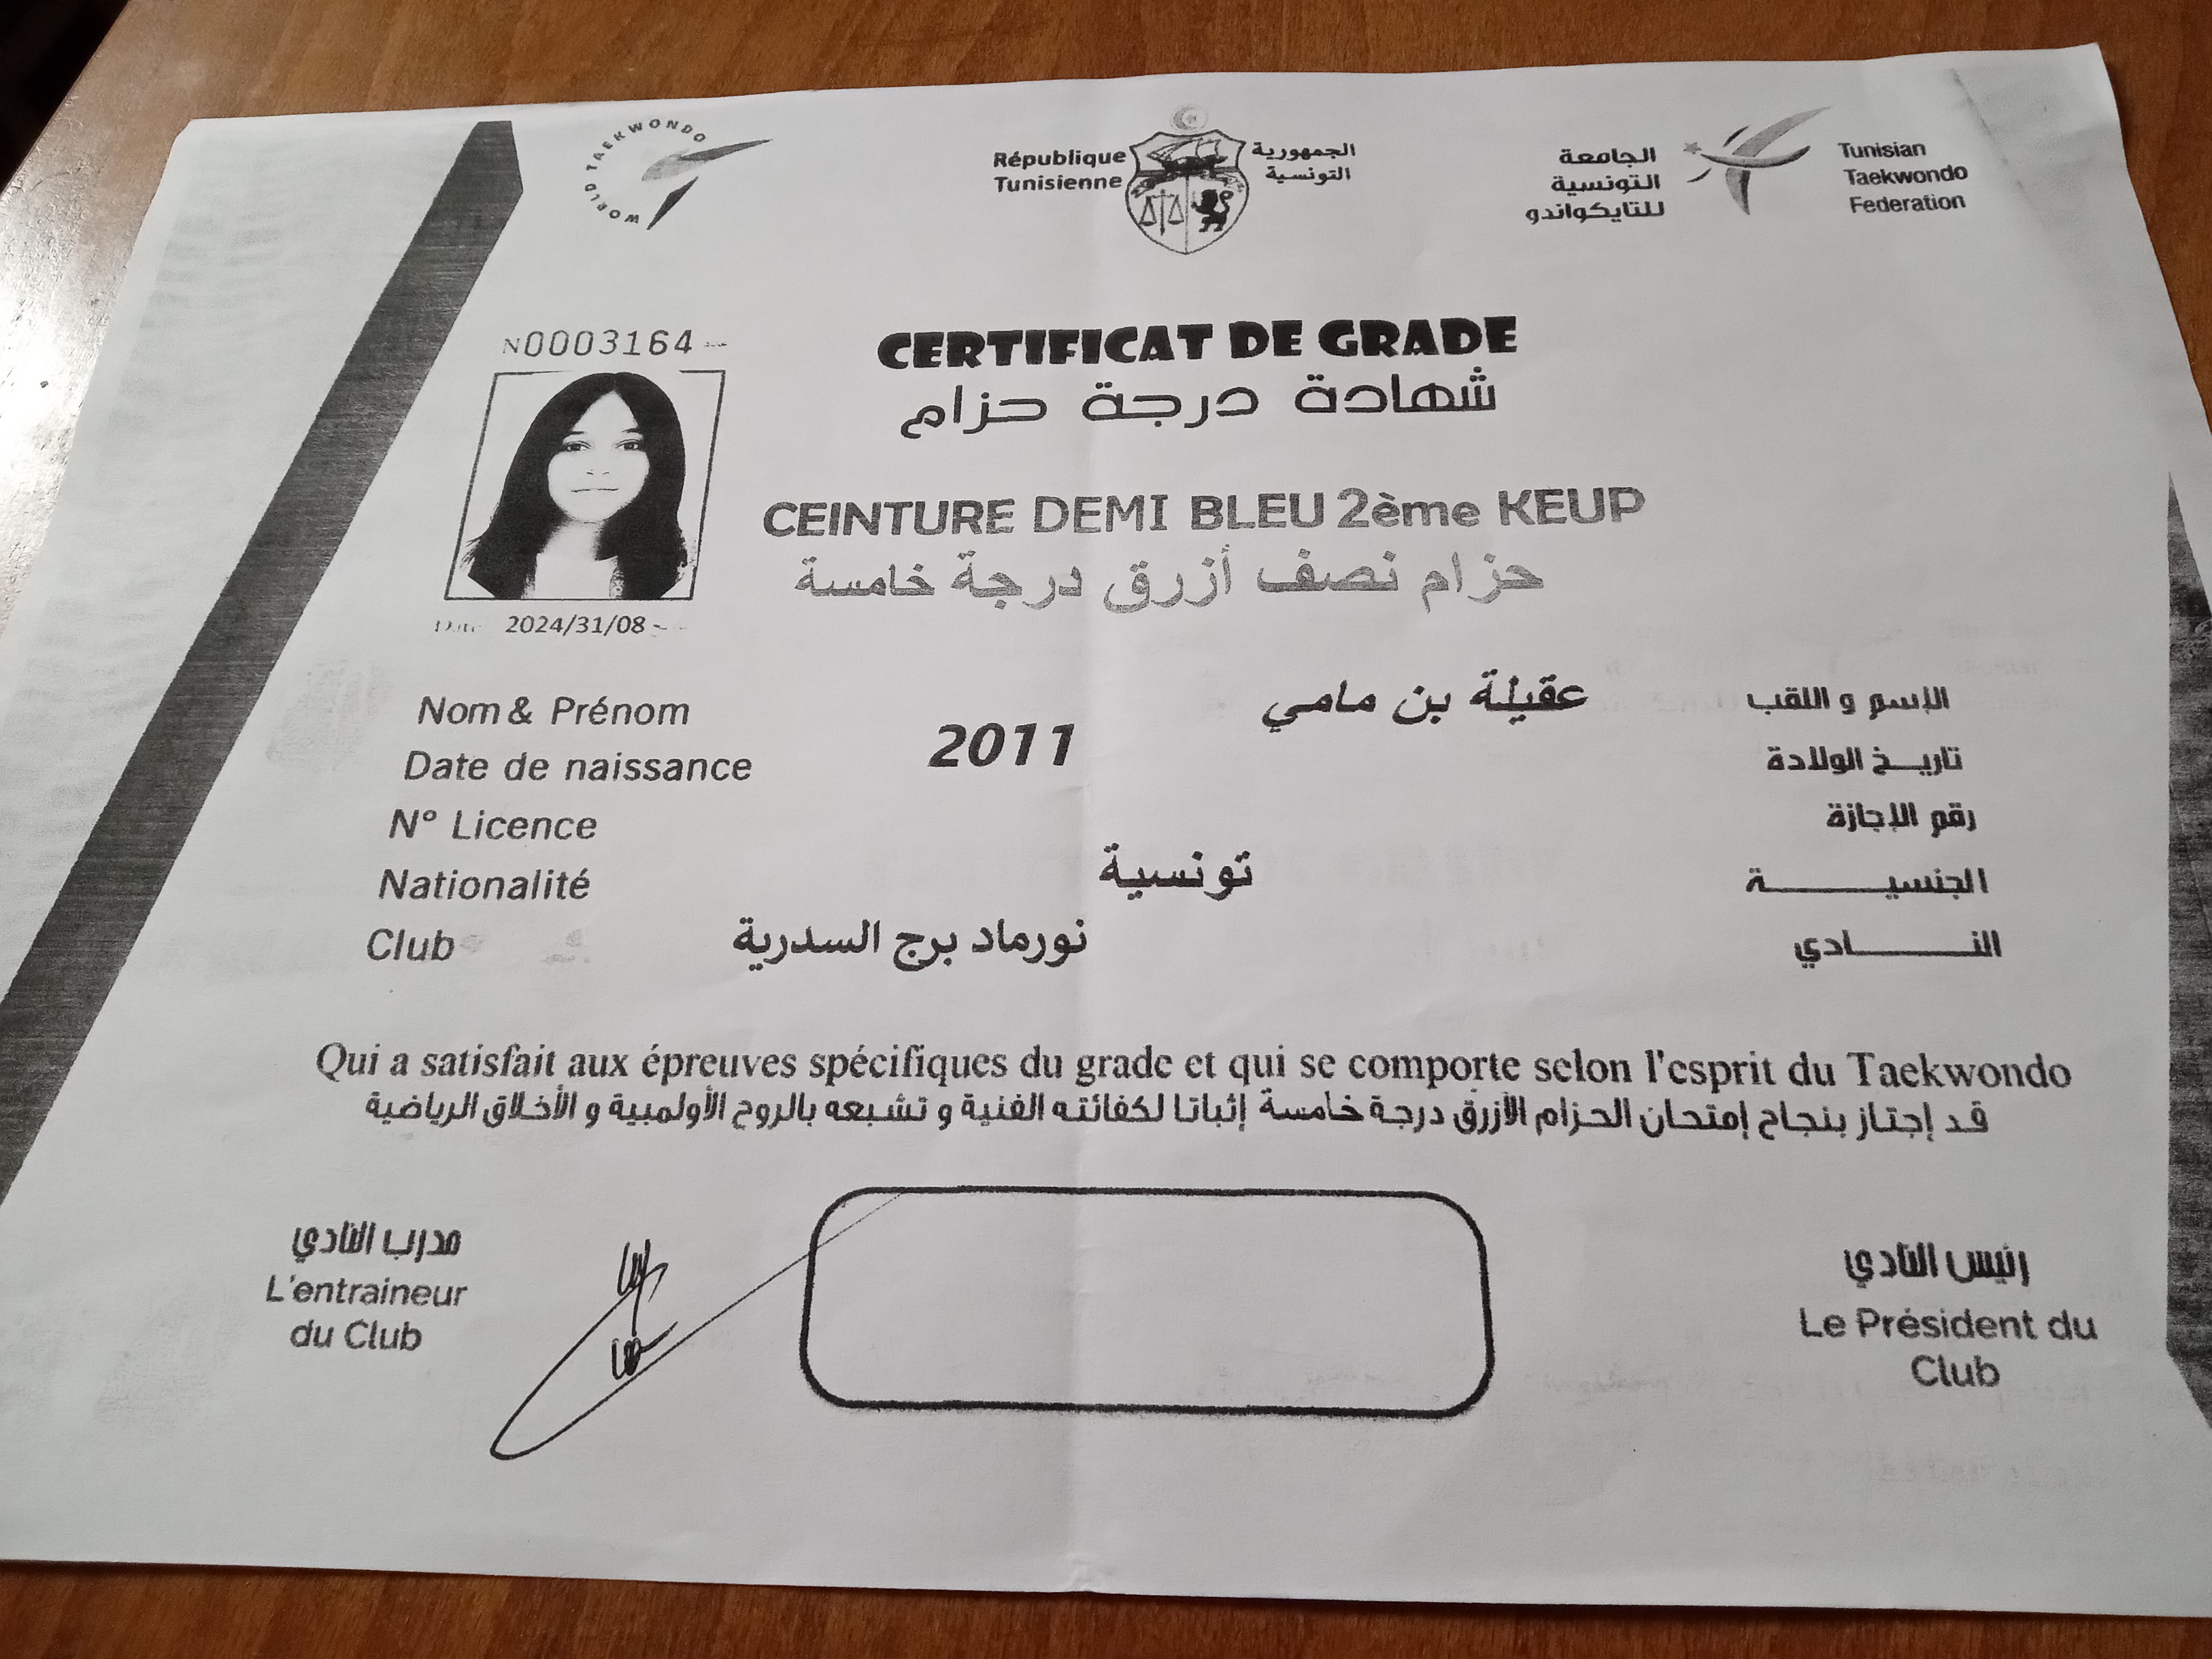 WORLD TAEKWONDO
République
Tunisienne
الجمهورية
التونسية
الجامعة
التونسية
للتايكواندو
Tunisian
Taekwondo
Federation
N0003164
CERTIFICAT DE GRADE
شهادة درجة حزام
CEINTURE DEMI BLEU 2ème KEUP
حزام نصف أزرق درجة خامسة
Date 2024/31/08
Nom & Prénom عقيلة بن مامي الإسم و اللقب
Date de naissance 2011 تاريخ الولادة
N° Licence رقم الإجازة
Nationalité تونسية الجنسيـــــــة
Club نورماد برج السدرية النــــــادي
Qui a satisfait aux épreuves spécifiques du grade et qui se comporte selon l'esprit du Taekwondo
قد إجتاز بنجاح إمتحان الحزام الأزرق درجة خامسة إثباتا لكفائته الفنية و تشبعه بالروح الأولمبية و الأخلاق الرياضية
مدرب النادي
L'entraineur
du Club
رئيس النادي
Le Président du
Club